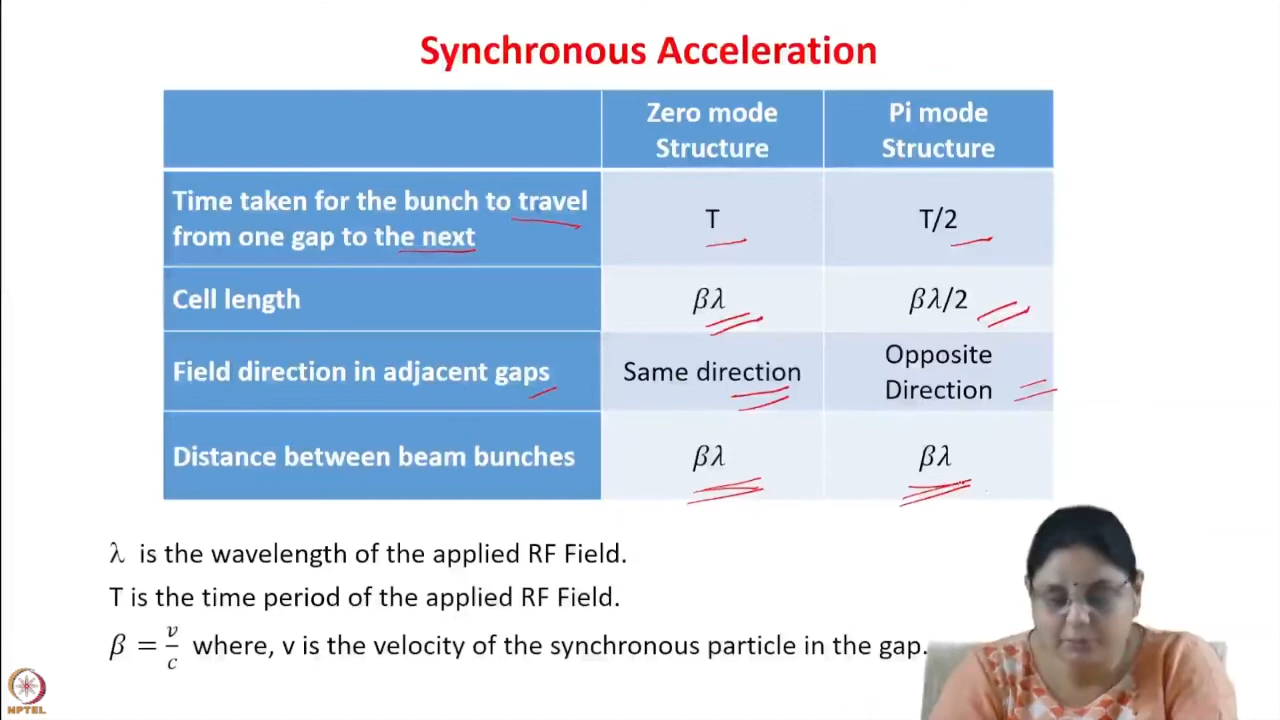 Synchronous Acceleration
Zero mode
Structure
Pi mode
Structure
Time taken for the bunch to travel
from one gap to the next
T
T/2
Cell length
βλ
βλ/2
Field direction in adjacent gaps
Same direction
Opposite
Direction
Distance between beam bunches
βλ
βλ
λ is the wavelength of the applied RF Field.
T is the time period of the applied RF Field.
β = v/c where, v is the velocity of the synchronous particle in the gap.
NPTEL